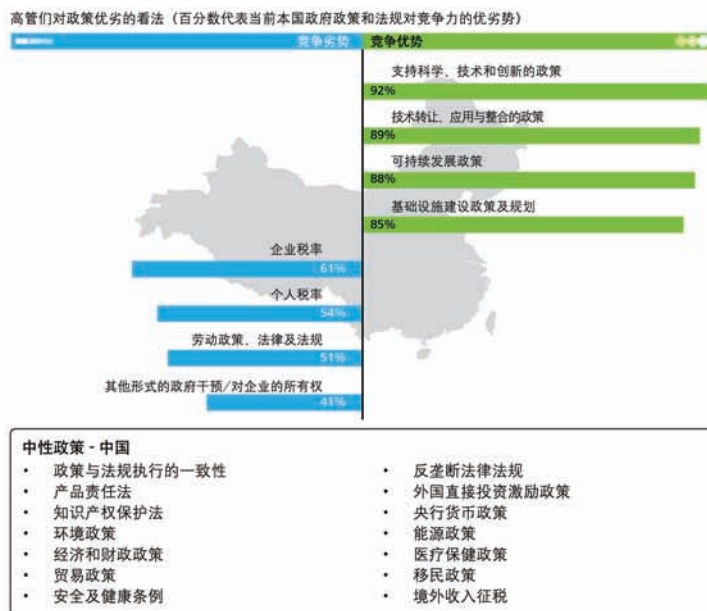 高管们对政策优劣的看法（百分数代表当前本国政府政策和法规对竞争力的优劣势）
竞争劣势
竞争优势
支持科学、技术和创新的政策
92%
技术转让、应用与整合的政策
89%
可持续发展政策
88%
基础设施建设政策及规划
85%
企业税率
61%
个人税率
54%
劳动政策、法律及法规
51%
其他形式的政府干预/对企业的所有权
41%
中性政策 - 中国
• 政策与法规执行的一致性
• 产品责任法
• 知识产权保护法
• 环境政策
• 经济和财政政策
• 贸易政策
• 安全及健康条例
• 反垄断法律法规
• 外国直接投资激励政策
• 央行货币政策
• 能源政策
• 医疗保健政策
• 移民政策
• 境外收入征税